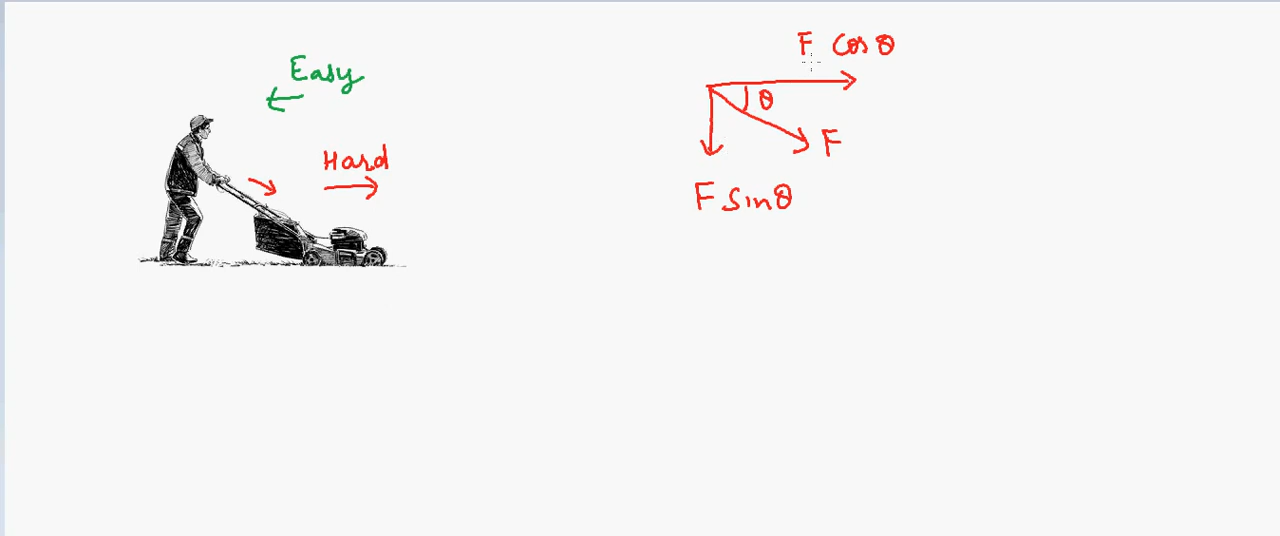 Easy
Hard
F cos θ
θ
F
F sin θ